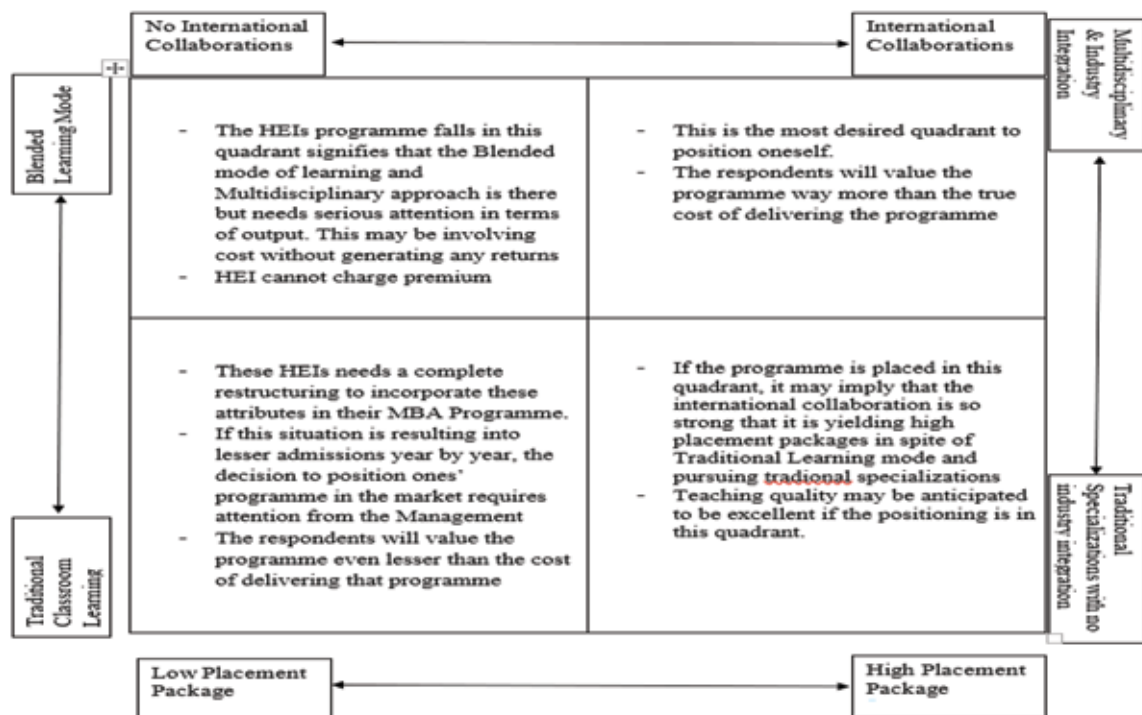 No International
Collaborations
International
Collaborations
Multidisciplinary
& Industry
Integration
Blended
Learning Mode
- The HEIs programme falls in this
quadrant signifies that the Blended
mode of learning and
Multidisciplinary approach is there
but needs serious attention in terms
of output. This may be involving
cost without generating any returns
- HEI cannot charge premium
- This is the most desired quadrant to
position oneself.
- The respondents will value the
programme way more than the true
cost of delivering the programme
- These HEIs needs a complete
restructuring to incorporate these
attributes in their MBA Programme.
- If this situation is resulting into
lesser admissions year by year, the
decision to position ones'
programme in the market requires
attention from the Management
- The respondents will value the
programme even lesser than the cost
of delivering that programme
- If the programme is placed in this
quadrant, it may imply that the
international collaboration is so
strong that it is yielding high
placement packages in spite of
Traditional Learning mode and
pursuing tradional specializations
- Teaching quality may be anticipated
to be excellent if the positioning is in
this quadrant.
Traditional
Classroom
Learning
Traditional
Specializations with no
industry integration
Low Placement
Package
High Placement
Package